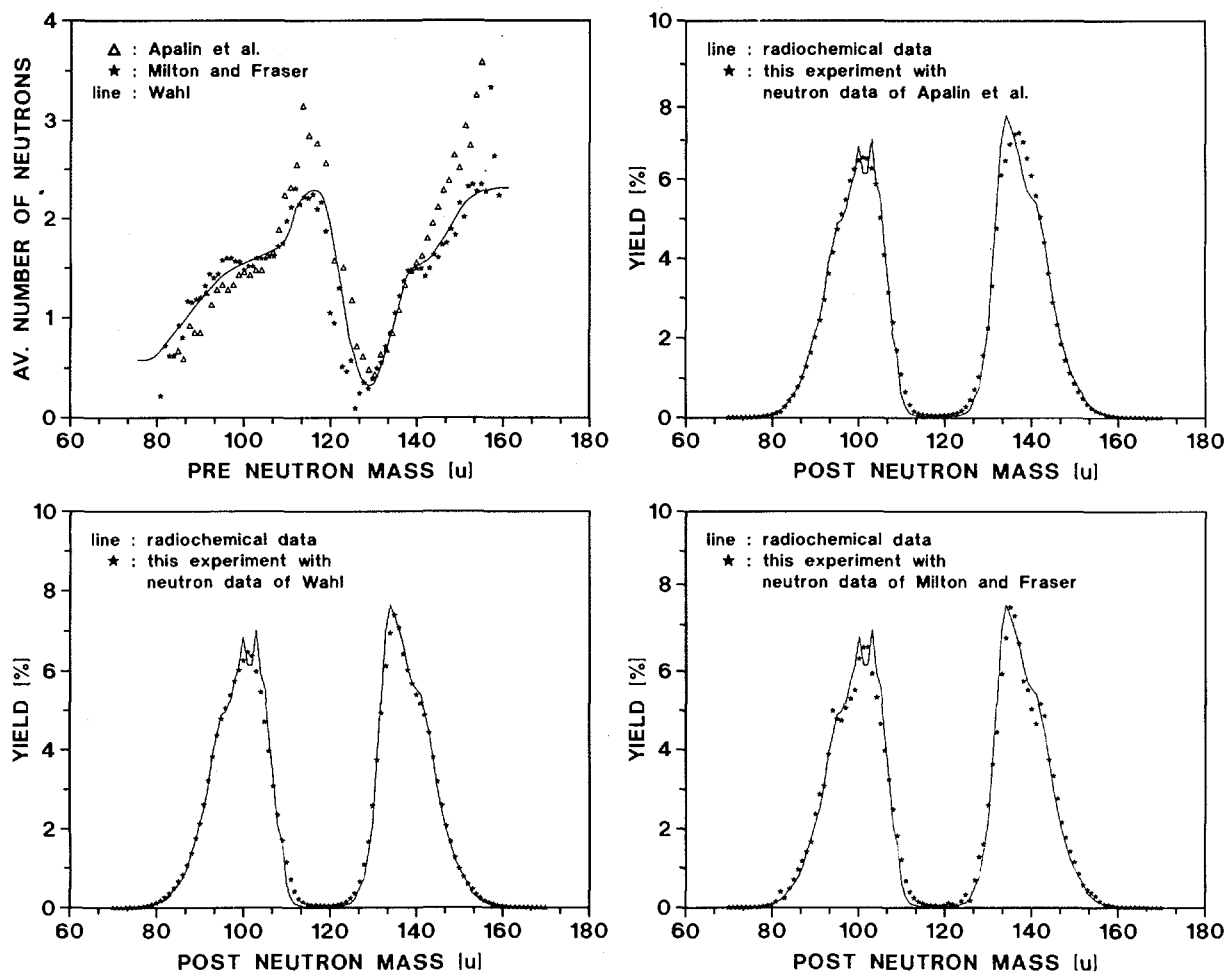 AV. NUMBER OF NEUTRONS
4
3
2
1
0
△ : Apalin et al.
★ : Milton and Fraser
line : Wahl
60 80 100 120 140 160 180
PRE NEUTRON MASS [u]
YIELD [%]
10
8
6
4
2
0
line : radiochemical data
★ : this experiment with
neutron data of Apalin et al.
60 80 100 120 140 160 180
POST NEUTRON MASS [u]
YIELD [%]
10
8
6
4
2
0
line : radiochemical data
★ : this experiment with
neutron data of Wahl
60 80 100 120 140 160 180
POST NEUTRON MASS [u]
YIELD [%]
10
8
6
4
2
0
line : radiochemical data
★ : this experiment with
neutron data of Milton and Fraser
60 80 100 120 140 160 180
POST NEUTRON MASS [u]